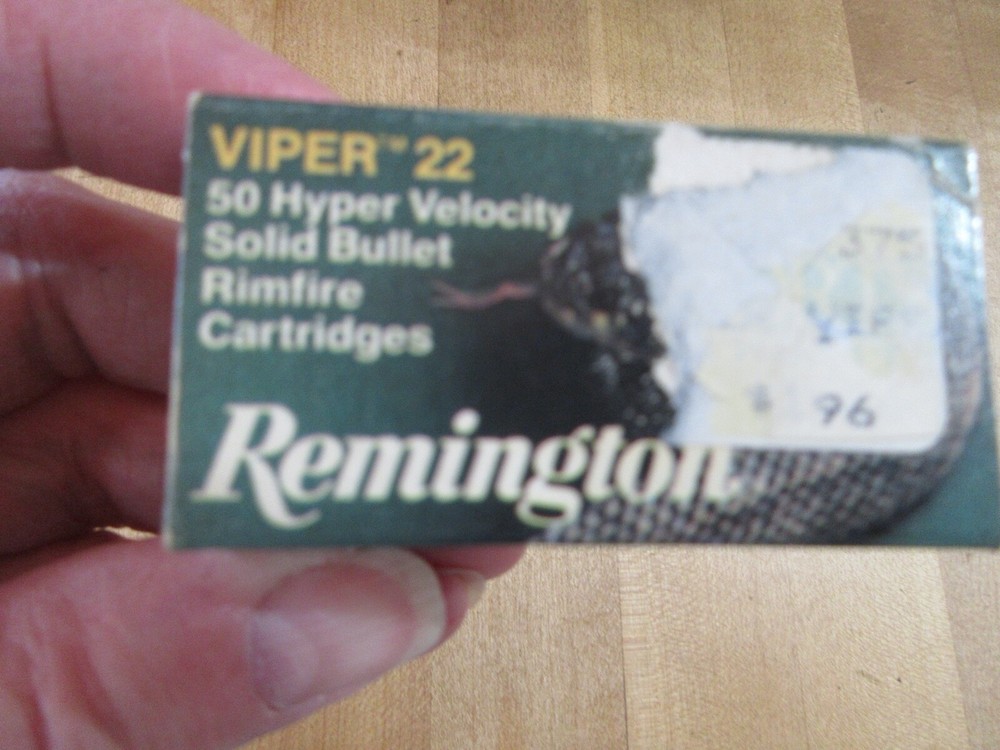 VIPER™ 22
50 Hyper Velocity
Solid Bullet
Rimfire
Cartridges
Remington
96